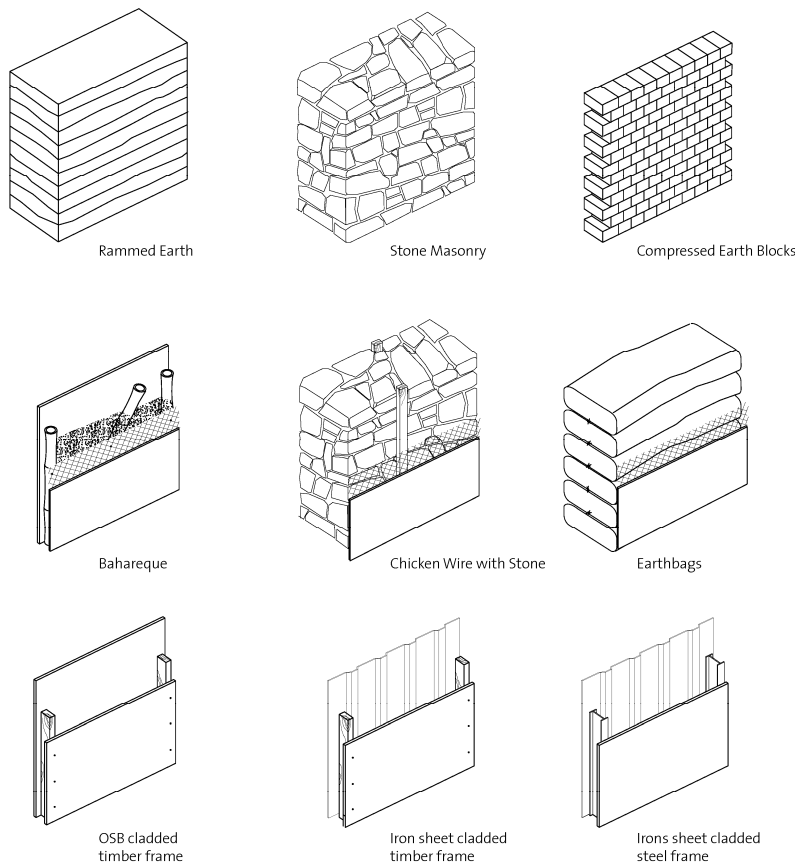 Rammed Earth
Stone Masonry
Compressed Earth Blocks
Bahareque
Chicken Wire with Stone
Earthbags
OSB cladded
timber frame
Iron sheet cladded
timber frame
Irons sheet cladded
steel frame